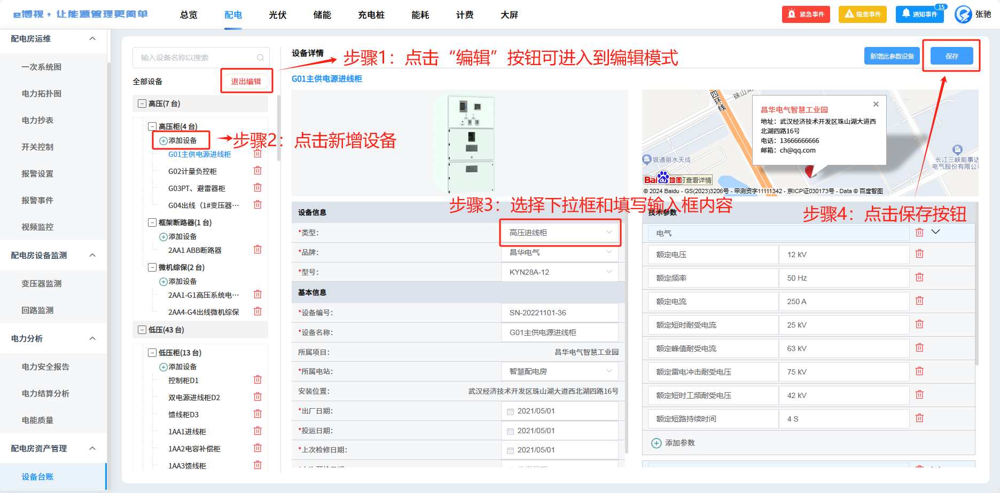 e博视，让能源管理更简单
总览
配电
光伏
储能
充电桩
能耗
计费
大屏
紧急事件
隐患事件
通知事件
15
张驰
配电房运维
一次系统图
电力拓扑图
电力抄表
开关控制
报警设置
报警事件
视频监控
配电房设备监测
变压器监测
回路监测
电力分析
电力安全报告
电力结算分析
电能质量
配电房资产管理
设备台账
输入设备名称以搜索
全部设备
退出编辑
高压(7 台)
高压柜(4 台)
添加设备
G01主供电源进线柜
G02计量负控柜
G03PT、避雷器柜
G04出线（1#变压器…
框架断路器(1 台)
添加设备
2AA1 ABB断路器
微机综保(2 台)
添加设备
2AA1-G1高压系统电…
2AA4-G4出线微机综保
低压(43 台)
低压柜(13 台)
添加设备
控制柜D1
双电源进线柜D2
馈线柜D3
1AA1进线柜
1AA2电容补偿柜
1AA3馈线柜
设备详情
步骤1：点击“编辑”按钮可进入到编辑模式
新增此参数设备
保存
G01主供电源进线柜
步骤2：点击新增设备
四环线
珠山湖
昌华电气智慧工业园
地址：武汉经济技术开发区珠山湖大道西
北湖四路16号
电话：13666666666
邮箱：ch@qq.com
银通丽水天成
长江三峡能事达
电气股份有限公
Bai du 地图
可查看详情
© 2024 Baidu - GS(2023)3206号 - 甲测资字11111342 - 京ICP证030173号 - Data © 百度智图
步骤3：选择下拉框和填写输入框内容
步骤4：点击保存按钮
设备信息
*类型：
高压进线柜
*品牌：
昌华电气
*型号：
KYN28A-12
基本信息
*设备编号：
SN-20221101-36
*设备名称：
G01主供电源进线柜
所属项目：
昌华电气智慧工业园
*所属电站：
智慧配电房
安装位置：
武汉经济技术开发区珠山湖大道西北湖四路16号
*出厂日期：
2021/05/01
*投运日期：
2021/05/01
*上次检修日期：
2021/05/01
技术参数
电气
额定电压
12 kV
额定频率
50 Hz
额定电流
250 A
额定短时耐受电流
25 kV
额定峰值耐受电流
63 kV
额定雷电冲击耐受电压
75 kV
额定短时工频耐受电压
42 kV
额定短路持续时间
4 S
添加参数